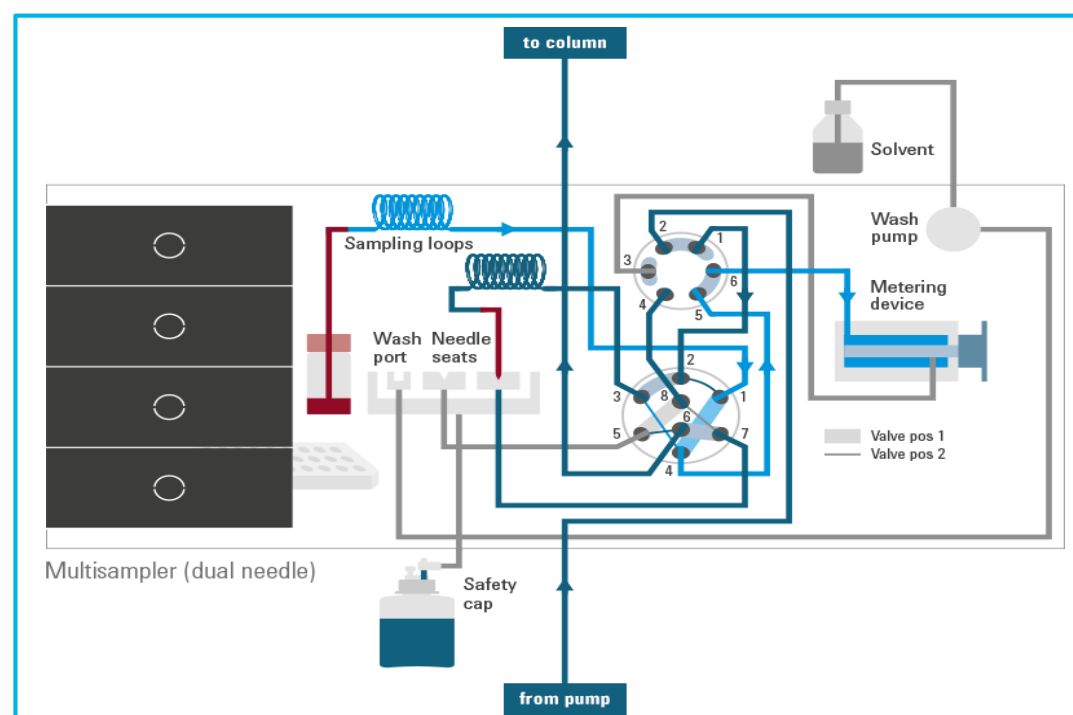 to column
Solvent
Sampling loops
Wash
pump
Metering
device
Wash
port
Needle
seats
2
1
3
6
4
5
2
3
8
1
6
5
7
4
Valve pos 1
Valve pos 2
Multisampler (dual needle)
Safety
cap
from pump